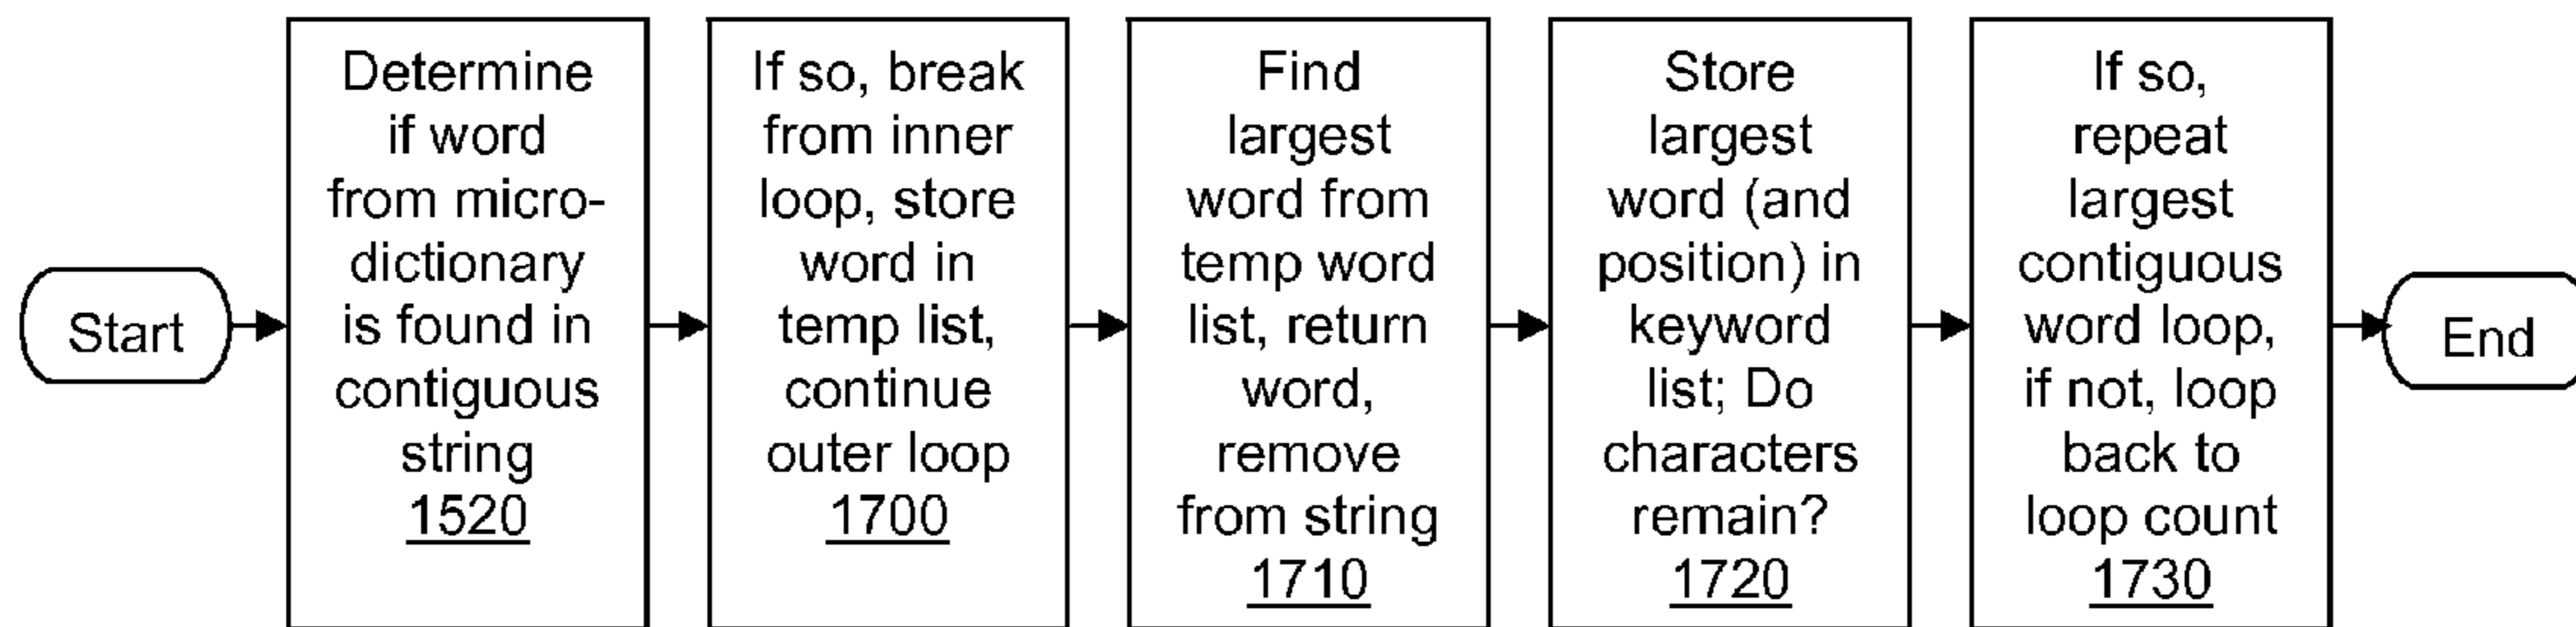 Start
Determine
if word
from micro-
dictionary
is found in
contiguous
string
1520
If so, break
from inner
loop, store
word in
temp list,
continue
outer loop
1700
Find
largest
word from
temp word
list, return
word,
remove
from string
1710
Store
largest
word (and
position) in
keyword
list; Do
characters
remain?
1720
If so,
repeat
largest
contiguous
word loop,
if not, loop
back to
loop count
1730
End